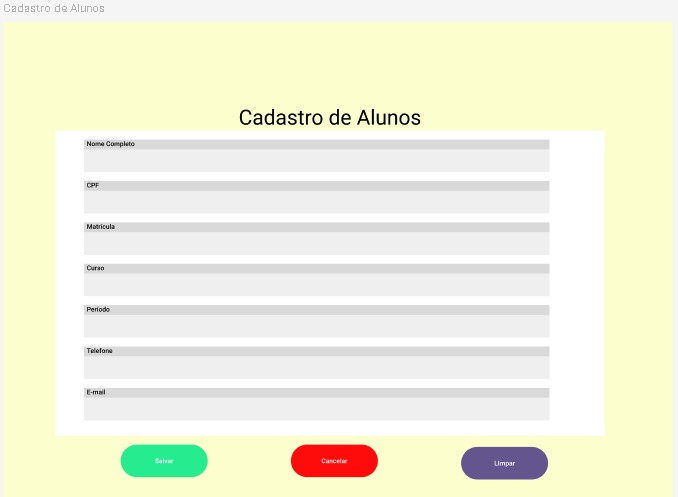 Cadastro de Alunos
Cadastro de Alunos
Nome Completo
CPF
Matrícula
Curso
Período
Telefone
E-mail
Salvar
Cancelar
LImpar